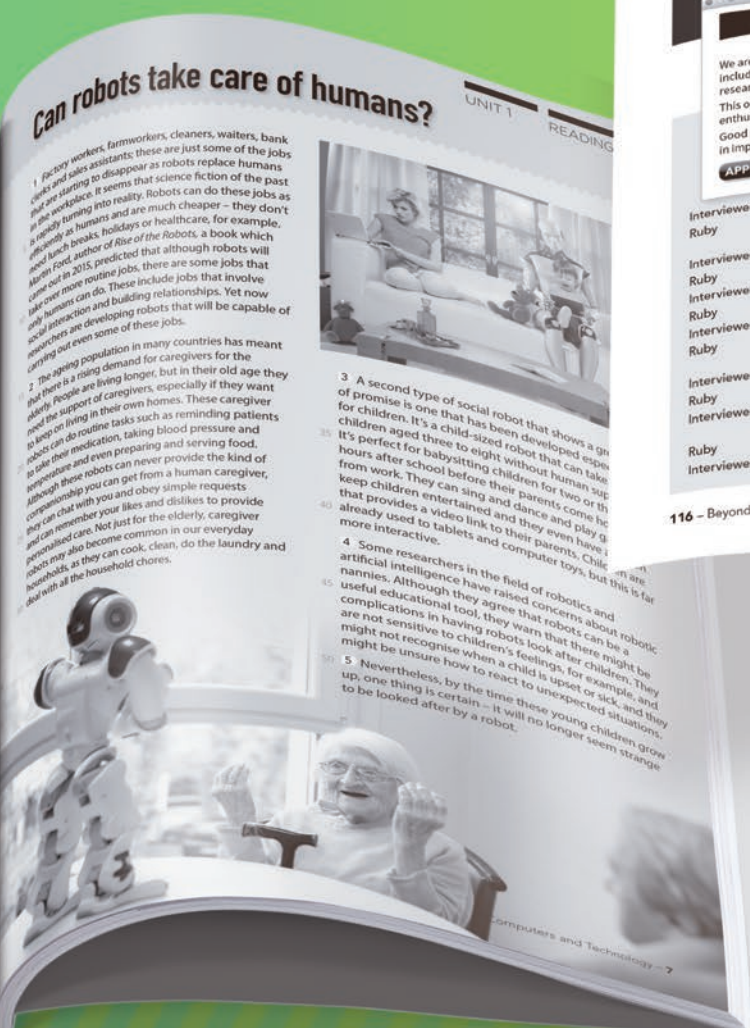 Can robots take care of humans?
UNIT 1
READING
1 Factory workers, farmworkers, cleaners, waiters, bank
clerks and sales assistants; these are just some of the jobs
that are starting to disappear as robots replace humans
in the workplace. It seems that science fiction of the past
is rapidly turning into reality. Robots can do these jobs as
5 efficiently as humans and are much cheaper – they don't
need lunch breaks, holidays or healthcare, for example.
Martin Ford, author of Rise of the Robots, a book which
came out in 2015, predicted that although robots will
take over more routine jobs, there are some jobs that
10 only humans can do. These include jobs that involve
social interaction and building relationships. Yet now
researchers are developing robots that will be capable of
carrying out even some of these jobs.
2 The ageing population in many countries has meant
15 that there is a rising demand for caregivers for the
elderly. People are living longer, but in their old age they
need the support of caregivers, especially if they want
to keep on living in their own homes. These caregiver
robots can do routine tasks such as reminding patients
20 to take their medication, taking blood pressure and
temperature and even preparing and serving food.
Although these robots can never provide the kind of
companionship you can get from a human caregiver,
they can chat with you and obey simple requests
25 and can remember your likes and dislikes to provide
personalised care. Not just for the elderly, caregiver
robots may also become common in our everyday
households, as they can cook, clean, do the laundry and
deal with all the household chores.
3 A second type of social robot that shows a
of promise is one that has been developed
for children. It's a child-sized robot that can take
children aged three to eight without human
35 It's perfect for babysitting children for two or
hours after school before their parents come
from work. They can sing and dance and play
keep children entertained and they even have
that provides a video link to their parents. are
40 already used to tablets and computer toys, but this is far
more interactive.
4 Some researchers in the field of robotics and
artificial intelligence have raised concerns about robotic
nannies. Although they agree that robots can be a
45 useful educational tool, they warn that there might be
complications in having robots look after children. They
are not sensitive to children's feelings, for example, and
might not recognise when a child is upset or sick, and they
might be unsure how to react to unexpected situations.
50 5 Nevertheless, by the time these young children grow
up, one thing is certain – it will no longer seem strange
to be looked after by a robot.
Computers and Technology – 7
We
This
Good
Ruby
Ruby
Ruby
Ruby
Ruby
Ruby
116 – Beyond